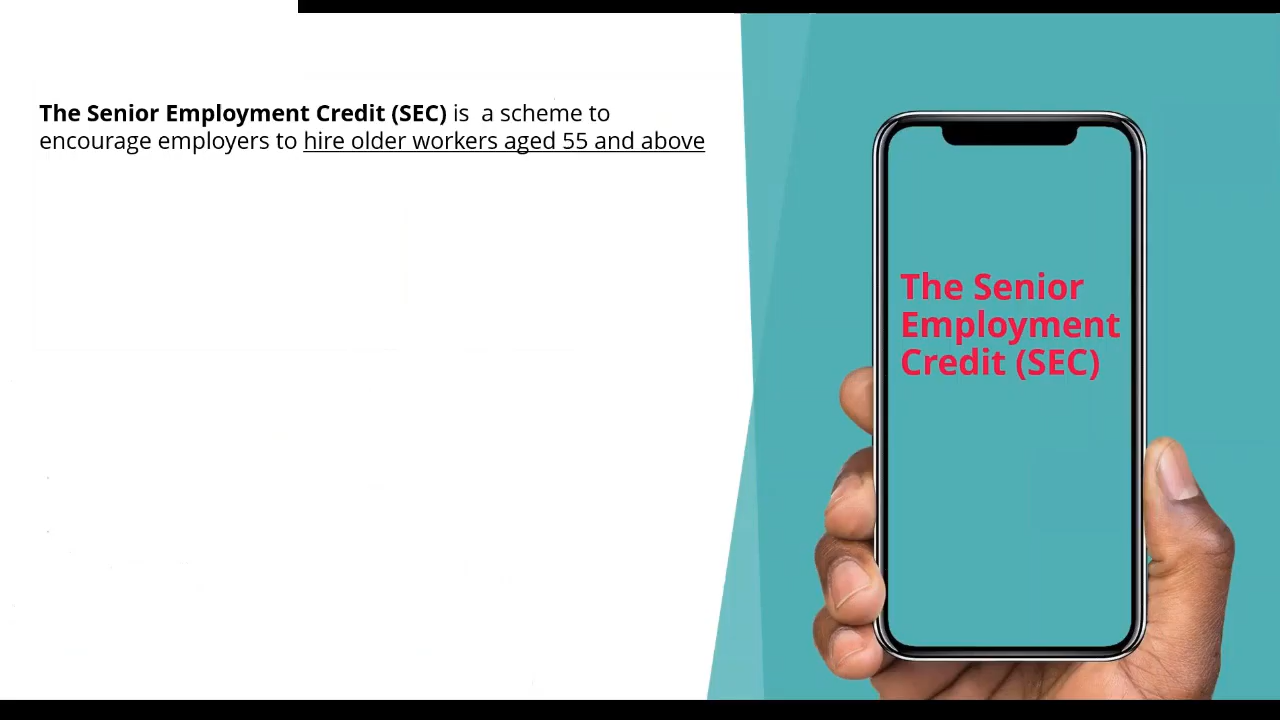 The Senior Employment Credit (SEC) is  a scheme to
encourage employers to hire older workers aged 55 and above
The Senior
Employment
Credit (SEC)